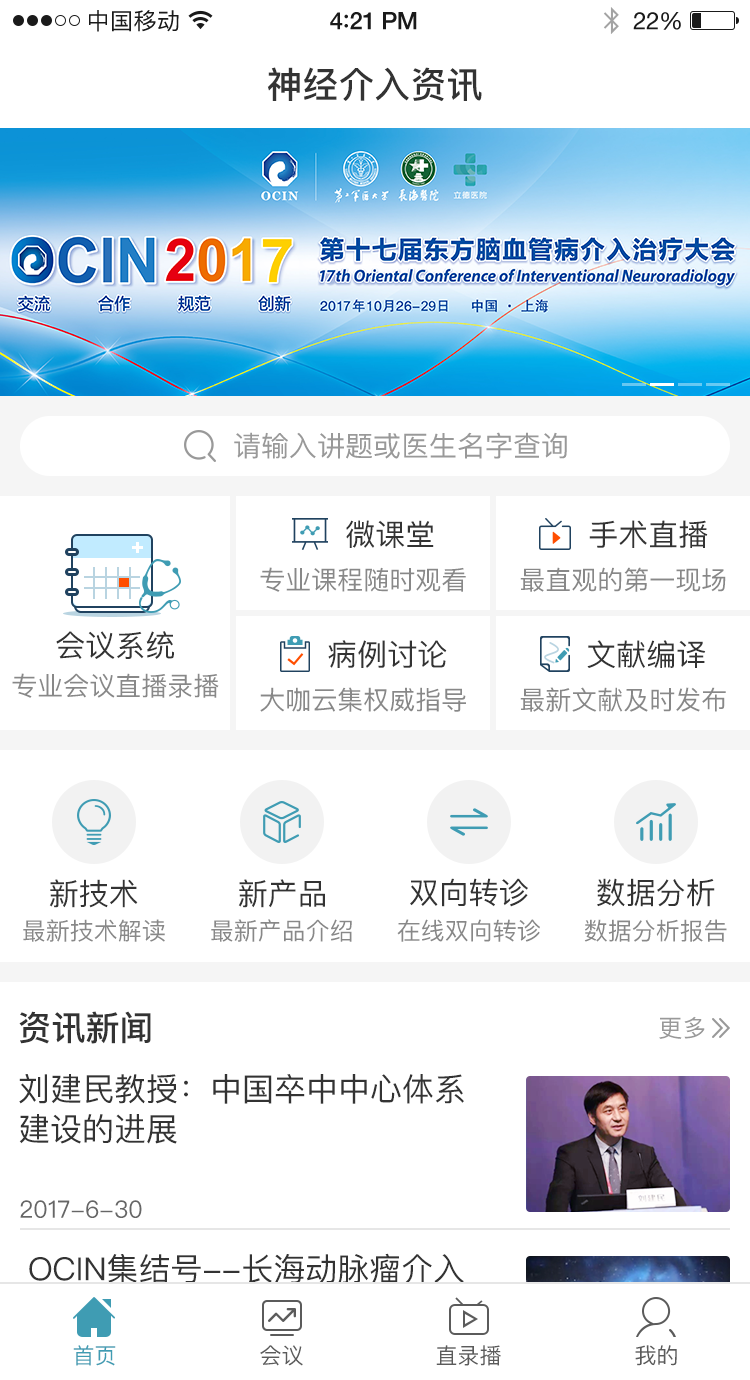 中国移动
4:21 PM
22%
神经介入资讯
OCIN
第二军医大学
長海醫院
立德医院
OCIN 2017
第十七届东方脑血管病介入治疗大会
17th Oriental Conference of Interventional Neuroradiology
交流 合作 规范 创新
2017年10月26-29日 中国 · 上海
请输入讲题或医生名字查询
会议系统
专业会议直播录播
微课堂
专业课程随时观看
手术直播
最直观的第一现场
病例讨论
大咖云集权威指导
文献编译
最新文献及时发布
新技术
最新技术解读
新产品
最新产品介绍
双向转诊
在线双向转诊
数据分析
数据分析报告
资讯新闻
更多
刘建民教授：中国卒中中心体系
建设的进展
刘建民
2017-6-30
OCIN集结号--长海动脉瘤介入
首页
会议
直录播
我的